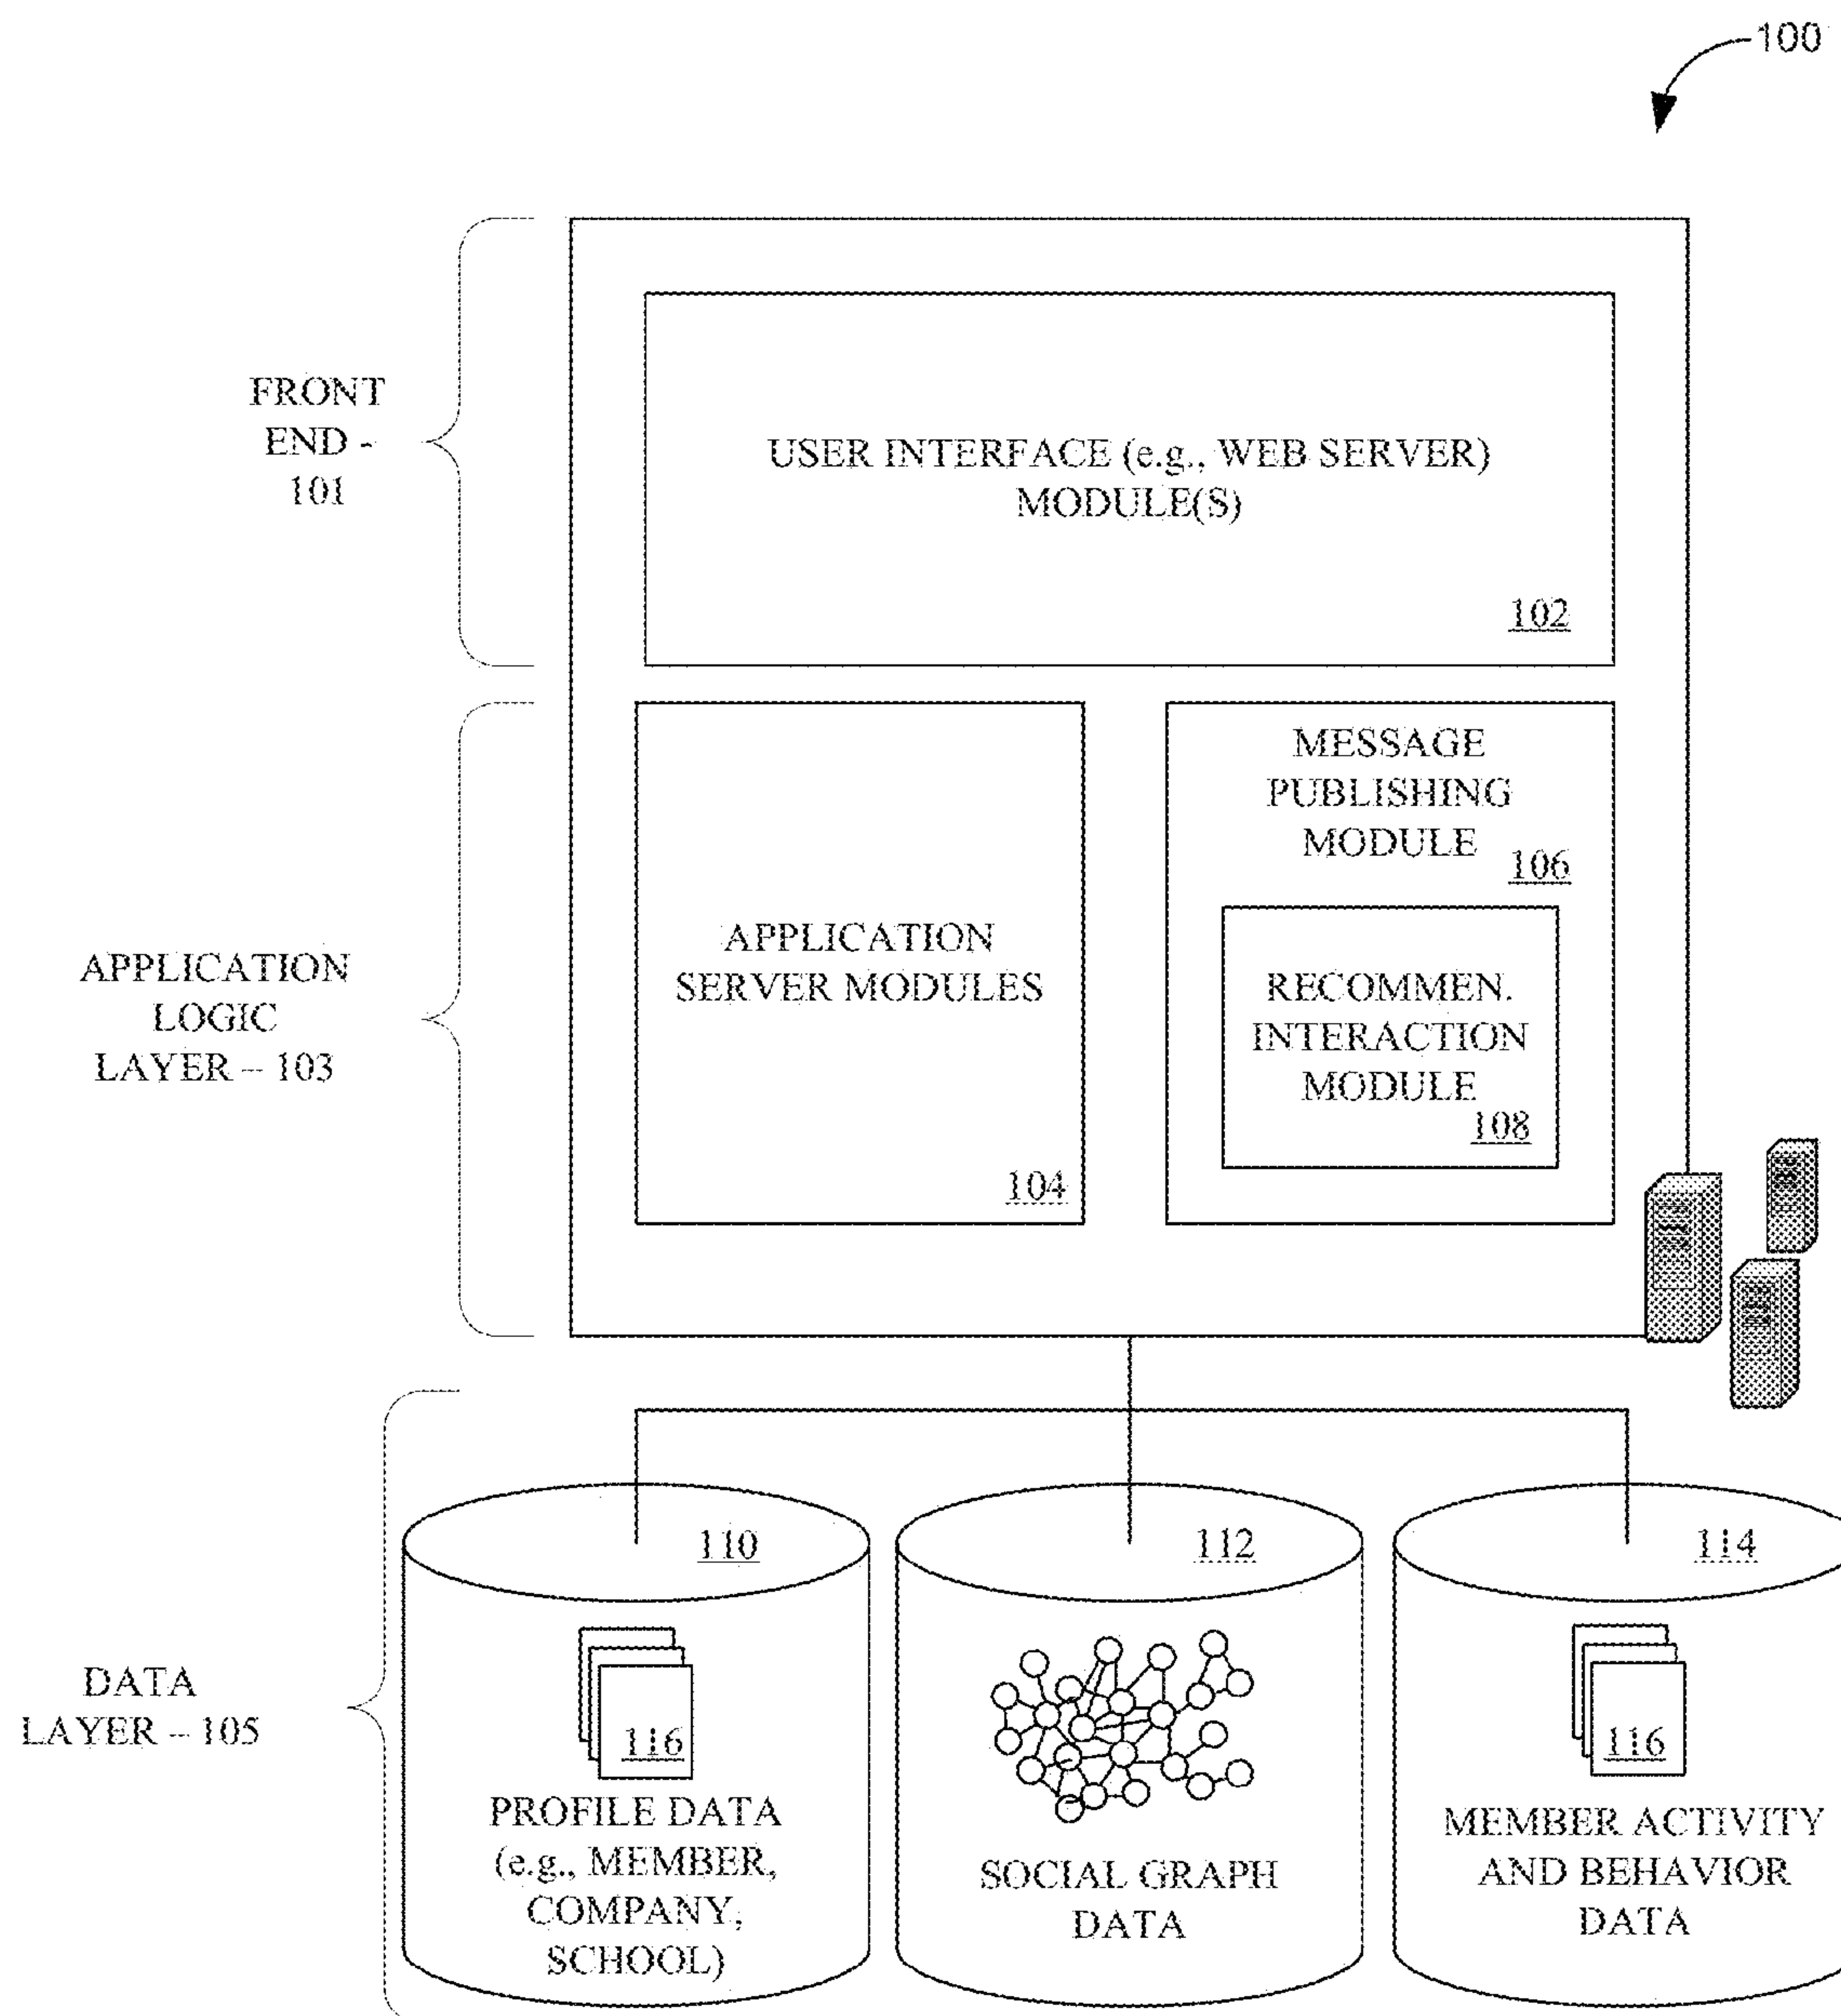 100
FRONT
END -
101
USER INTERFACE (e.g., WEB SERVER)
MODULE(S)
102
APPLICATION
LOGIC
LAYER – 103
APPLICATION
SERVER MODULES
104
MESSAGE
PUBLISHING
MODULE
106
RECOMMEN.
INTERACTION
MODULE
108
DATA
LAYER – 105
110
116
PROFILE DATA
(e.g., MEMBER,
COMPANY,
SCHOOL)
112
SOCIAL GRAPH
DATA
114
116
MEMBER ACTIVITY
AND BEHAVIOR
DATA